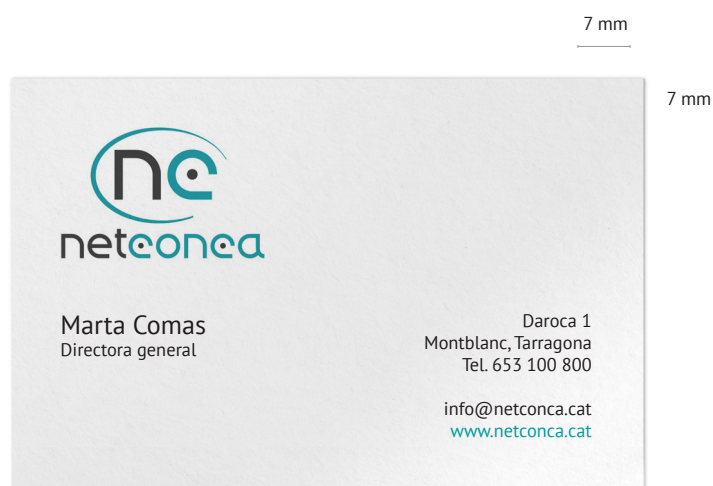 7 mm
7 mm
nc
netconca
Marta Comas
Directora general
Daroca 1
Montblanc, Tarragona
Tel. 653 100 800
info@netconca.cat
www.netconca.cat